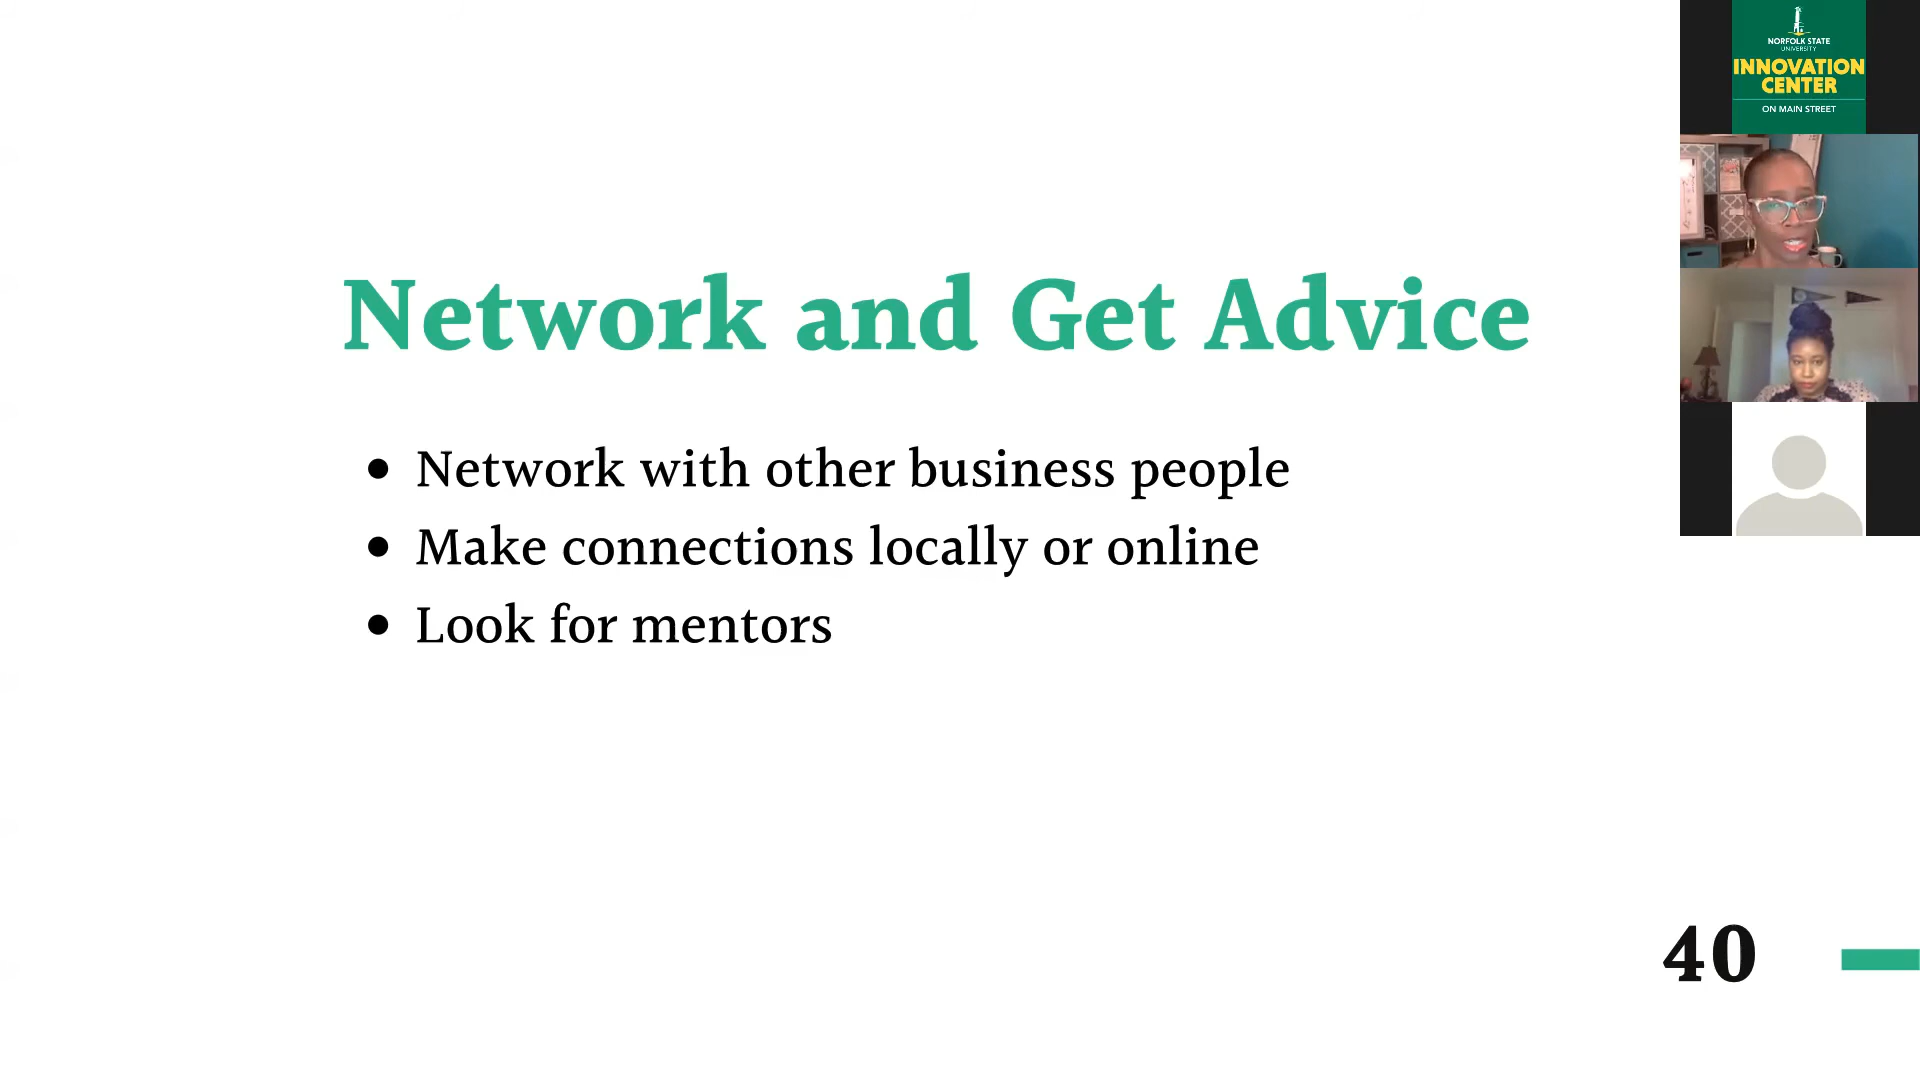 Network and Get Advice
Network with other business people
Make connections locally or online
Look for mentors
40
NORFOLK STATE
UNIVERSITY
INNOVATION
CENTER
ON MAIN STREET